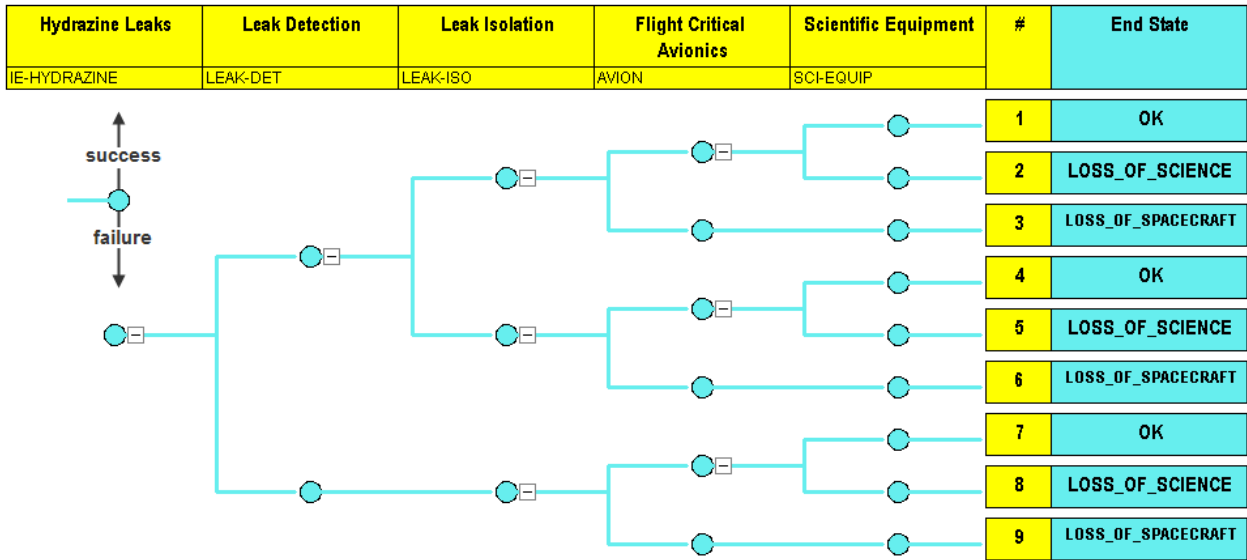 Hydrazine Leaks
Leak Detection
Leak Isolation
Flight Critical
Avionics
Scientific Equipment
#
End State
IE-HYDRAZINE
LEAK-DET
LEAK-ISO
AVION
SCI-EQUIP
success
failure
1 OK
2 LOSS_OF_SCIENCE
3 LOSS_OF_SPACECRAFT
4 OK
5 LOSS_OF_SCIENCE
6 LOSS_OF_SPACECRAFT
7 OK
8 LOSS_OF_SCIENCE
9 LOSS_OF_SPACECRAFT